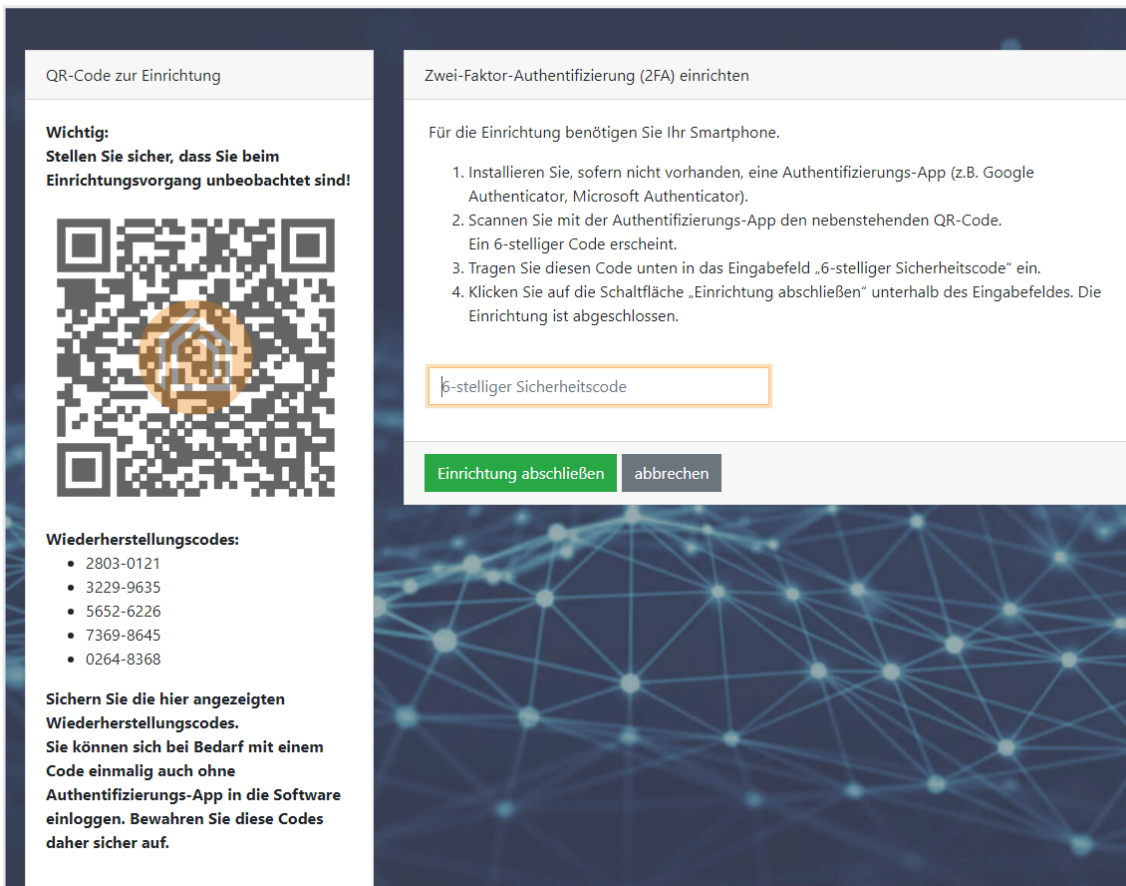 QR-Code zur Einrichtung
Wichtig:
Stellen Sie sicher, dass Sie beim
Einrichtungsvorgang unbeobachtet sind!
Wiederherstellungscodes:
• 2803-0121
• 3229-9635
• 5652-6226
• 7369-8645
• 0264-8368
Sichern Sie die hier angezeigten
Wiederherstellungscodes.
Sie können sich bei Bedarf mit einem
Code einmalig auch ohne
Authentifizierungs-App in die Software
einloggen. Bewahren Sie diese Codes
daher sicher auf.
Zwei-Faktor-Authentifizierung (2FA) einrichten
Für die Einrichtung benötigen Sie Ihr Smartphone.
1. Installieren Sie, sofern nicht vorhanden, eine Authentifizierungs-App (z.B. Google
Authenticator, Microsoft Authenticator).
2. Scannen Sie mit der Authentifizierungs-App den nebenstehenden QR-Code.
Ein 6-stelliger Code erscheint.
3. Tragen Sie diesen Code unten in das Eingabefeld „6-stelliger Sicherheitscode" ein.
4. Klicken Sie auf die Schaltfläche „Einrichtung abschließen" unterhalb des Eingabefeldes. Die
Einrichtung ist abgeschlossen.
6-stelliger Sicherheitscode
Einrichtung abschließen abbrechen